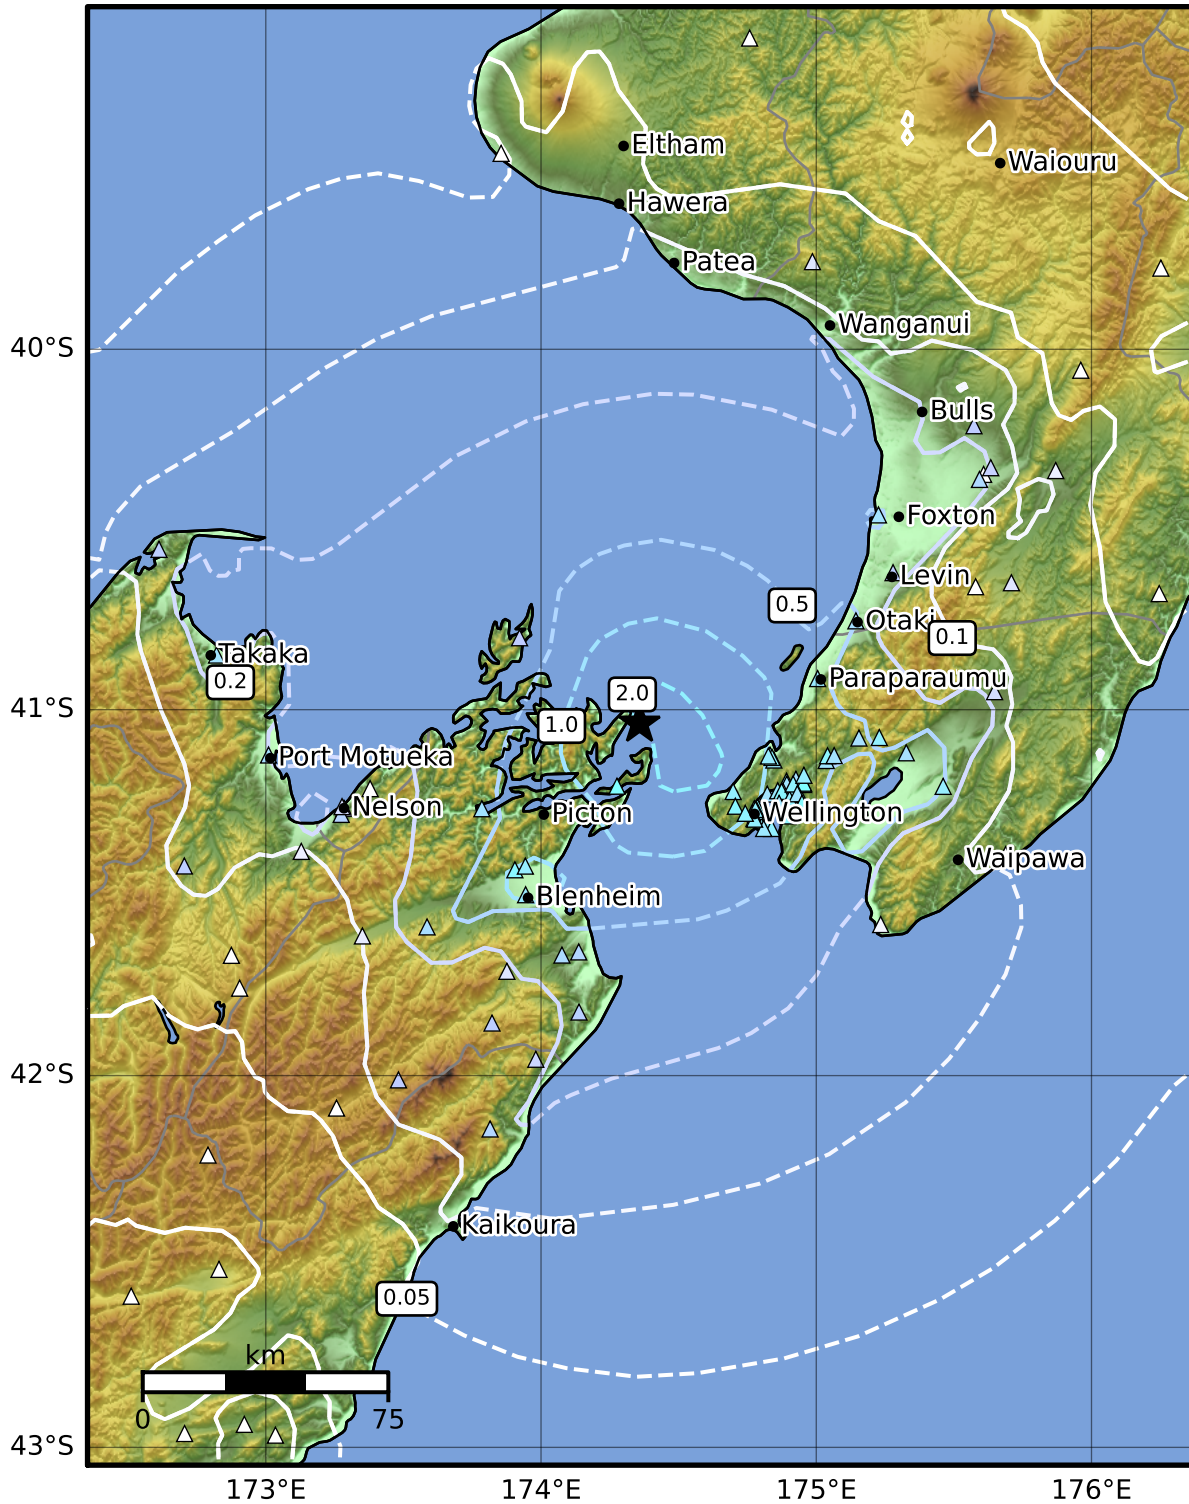 Eltham
Waiouru
Hawera
Patea
Wanganui
40°S
Bulls
Foxton
Levin
0.5
Otaki
0.1
Takaka
0.2
Paraparaumu
2.0
41°S
1.0
Port Motueka
Nelson
Picton
Wellington
Waipawa
Blenheim
42°S
Kaikoura
0.05
km
0
75
43°S
173°E
174°E
175°E
176°E